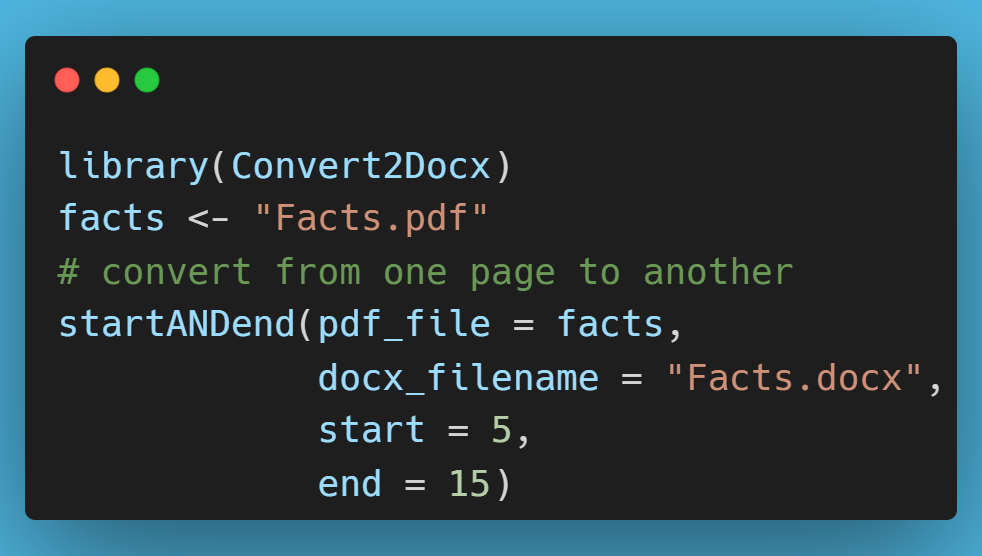 library(Convert2Docx)
facts <- "Facts.pdf"
# convert from one page to another
startANDend(pdf_file = facts,
            docx_filename = "Facts.docx",
            start = 5,
            end = 15)